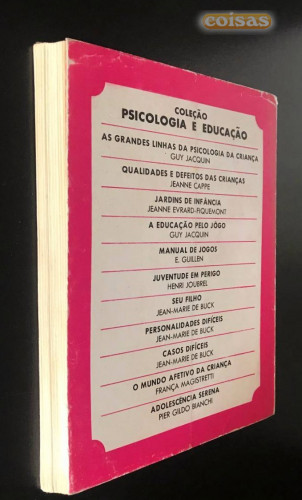 coisas
COLEÇÃO
PSICOLOGIA E EDUCAÇÃO
AS GRANDES LINHAS DA PSICOLOGIA DA CRIANÇA
GUY JACQUIN
QUALIDADES E DEFEITOS DAS CRIANÇAS
JEANNE CAPPE
JARDINS DE INFÂNCIA
JEANNE EVRARD-FIQUEMONT
A EDUCAÇÃO PELO JÔGO
GUY JACQUIN
MANUAL DE JOGOS
E. GUILLEN
JUVENTUDE EM PERIGO
HENRI JOUBREL
SEU FILHO
JEAN-MARIE DE BUCK
PERSONALIDADES DIFÍCEIS
JEAN-MARIE DE BUCK
CASOS DIFÍCEIS
JEAN-MARIE DE BUCK
O MUNDO AFETIVO DA CRIANÇA
FRANÇA MAGISTRETTI
ADOLESCÊNCIA SERENA
PIER GILDO BIANCHI